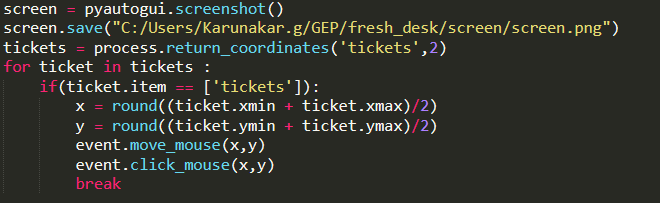 screen = pyautogui.screenshot()
screen.save("C:/Users/Karunakar.g/GEP/fresh_desk/screen/screen.png")
tickets = process.return_coordinates('tickets',2)
for ticket in tickets :
    if(ticket.item == ['tickets']):
        x = round((ticket.xmin + ticket.xmax)/2)
        y = round((ticket.ymin + ticket.ymax)/2)
        event.move_mouse(x,y)
        event.click_mouse(x,y)
        break